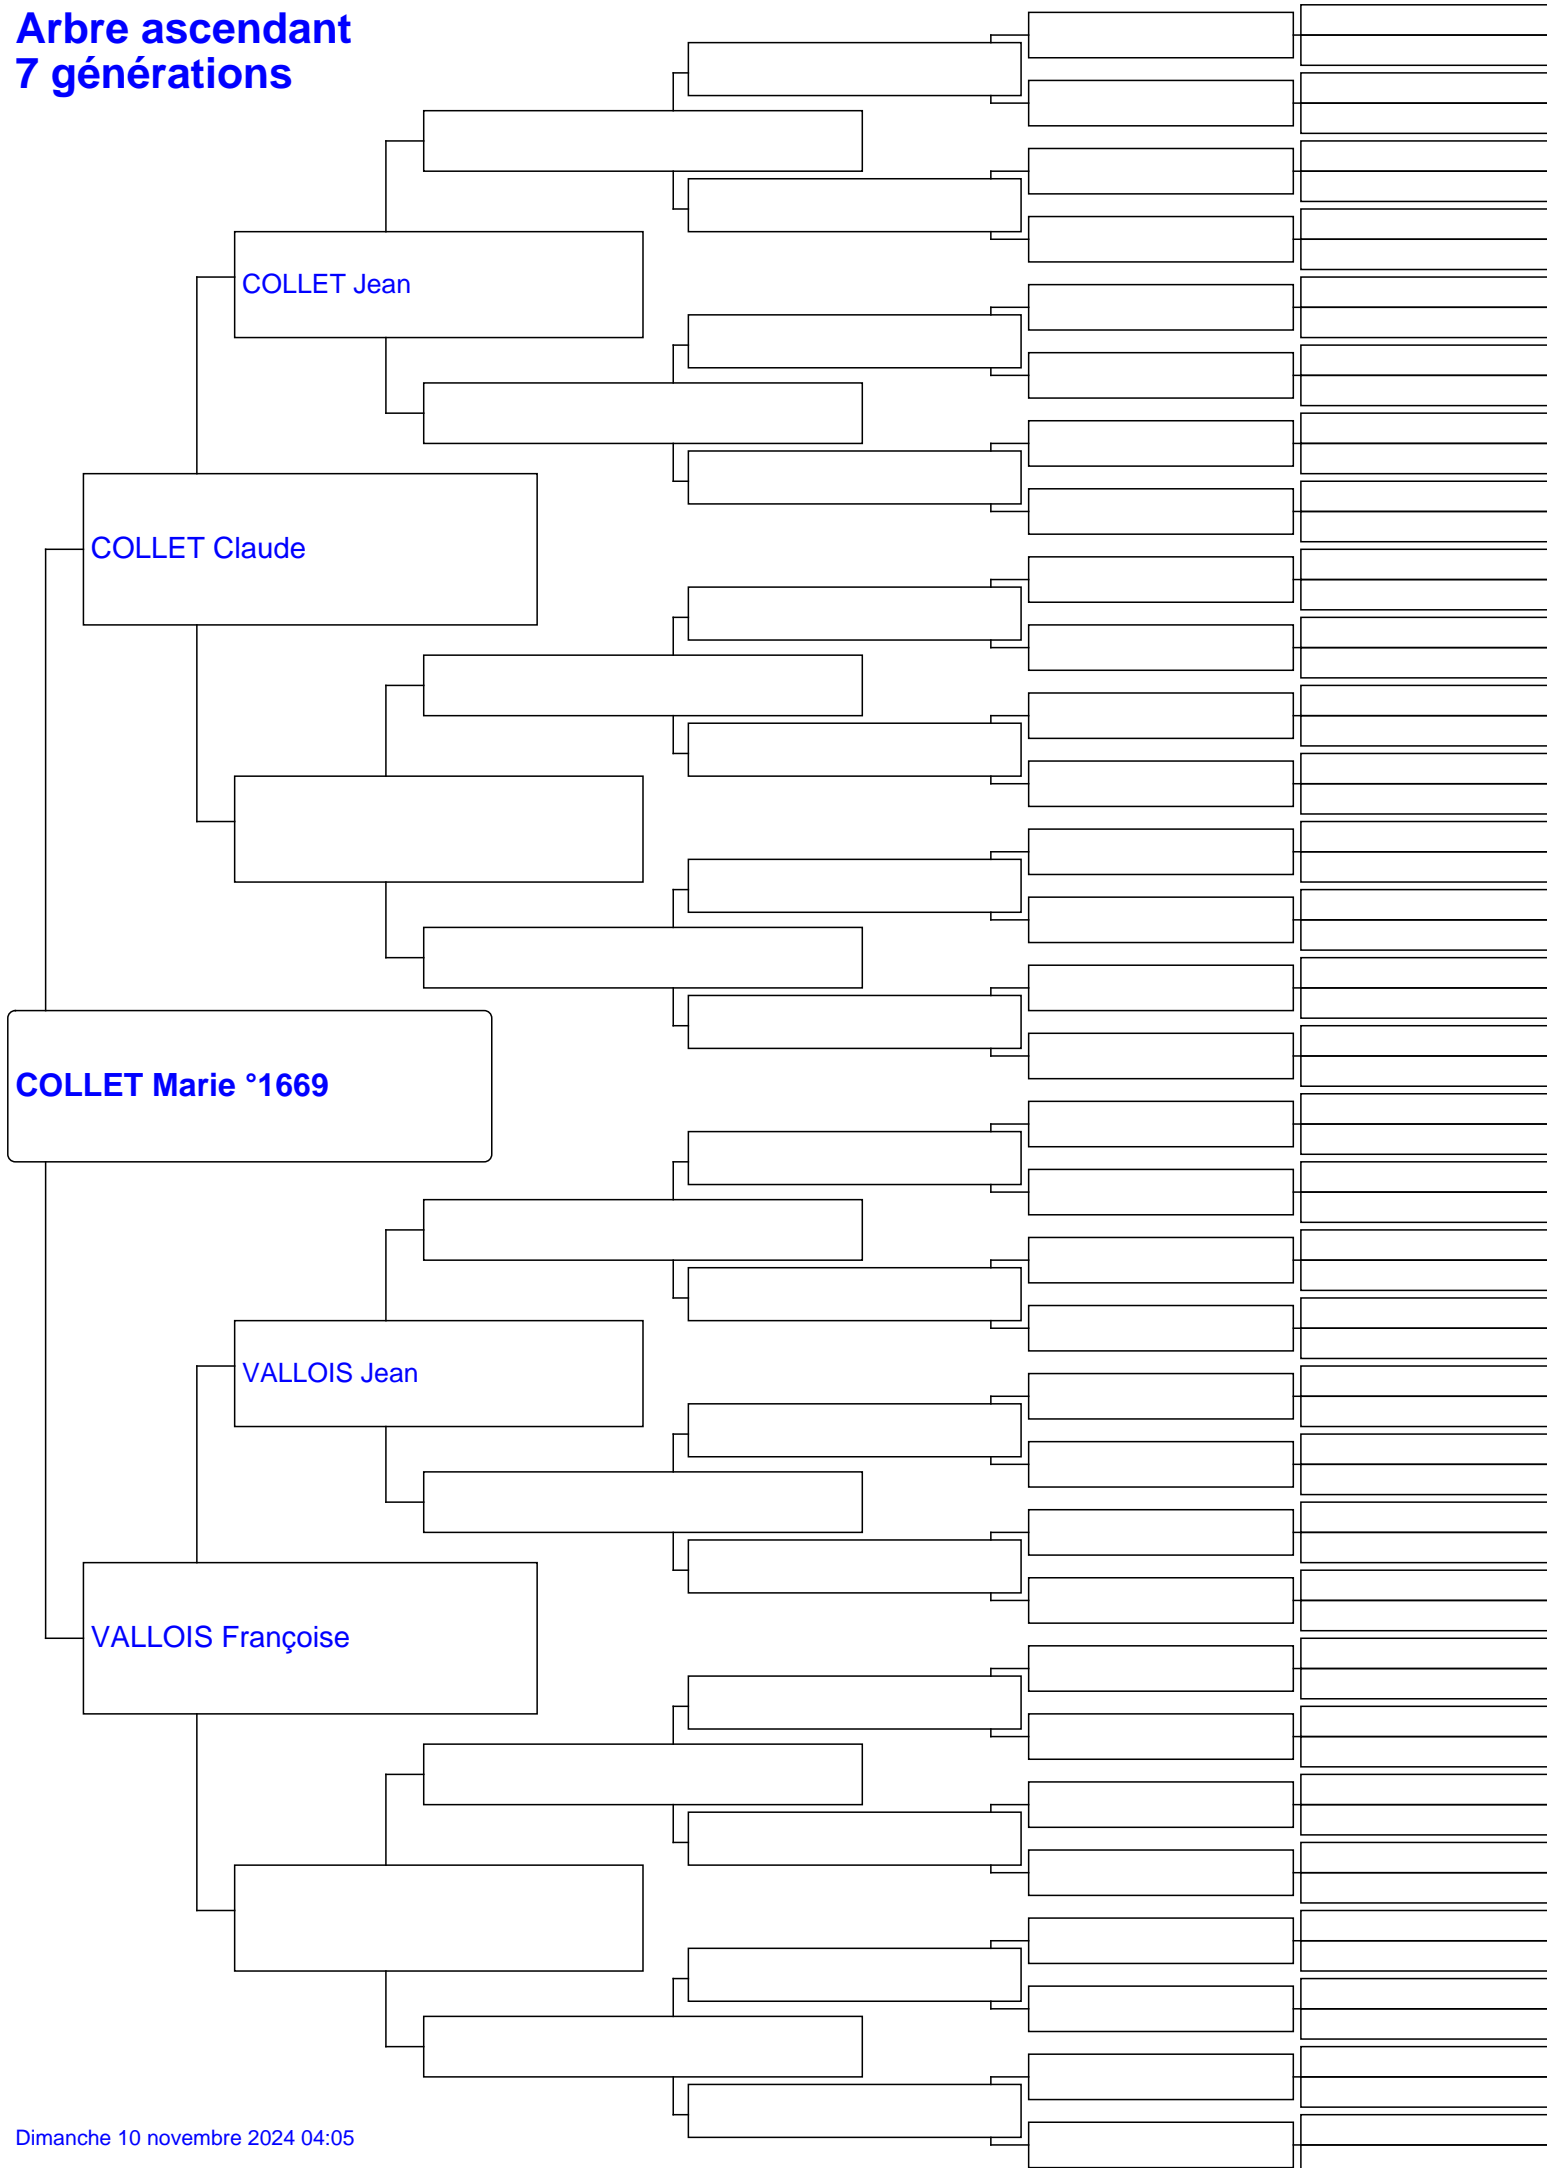 Arbre ascendant
7 générations
COLLET Jean
COLLET Claude
COLLET Marie °1669
VALLOIS Jean
VALLOIS Françoise
Dimanche 10 novembre 2024 04:05